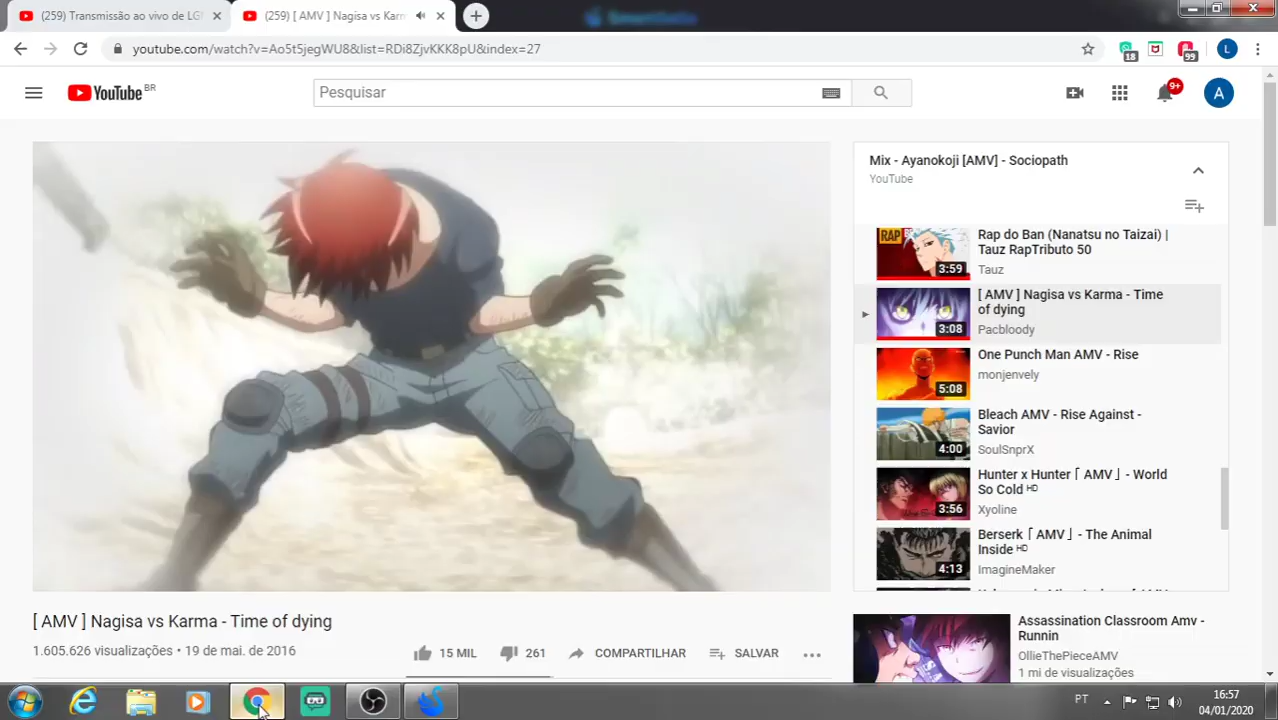 (259) Transmissão ao vivo de LG!
(259) [ AMV ] Nagisa vs Karm
youtube.com/watch?v=Ao5t5jegWU8&list=RDi8ZjvKKK8pU&index=27
18
99
L
YouTube BR
Pesquisar
9+
A
Mix - Ayanokoji [AMV] - Sociopath
YouTube
RAP
3:59
Rap do Ban (Nanatsu no Taizai) |
Tauz RapTributo 50
Tauz
3:08
[ AMV ] Nagisa vs Karma - Time
of dying
Pacbloody
5:08
One Punch Man AMV - Rise
monjenvely
4:00
Bleach AMV - Rise Against -
Savior
SoulSnprX
3:56
Hunter x Hunter「 AMV 」- World
So Cold ᴴᴰ
Xyoline
4:13
Berserk「 AMV 」- The Animal
Inside ᴴᴰ
ImagineMaker
[ AMV ] Nagisa vs Karma - Time of dying
1.605.626 visualizações • 19 de mai. de 2016
15 MIL
261
COMPARTILHAR
SALVAR
Assassination Classroom Amv -
Runnin
OllieThePieceAMV
1 mi de visualizações
PT
16:57
04/01/2020